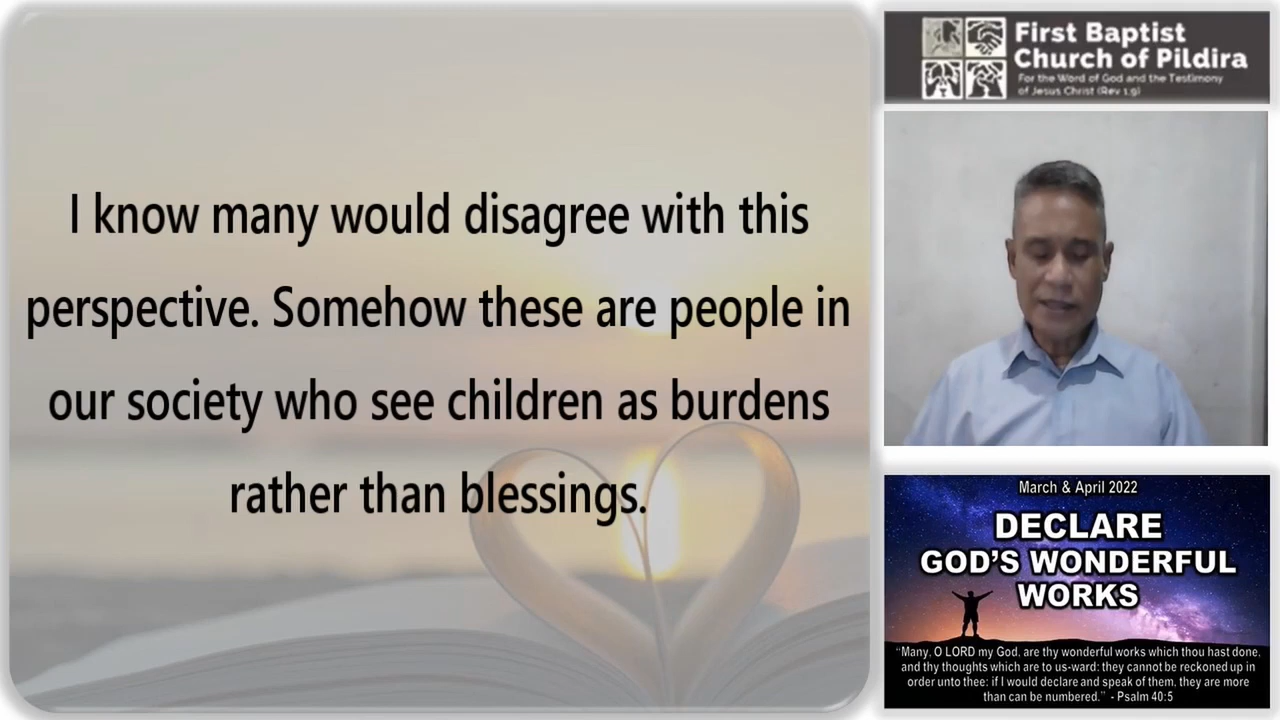 I know many would disagree with this
perspective. Somehow these are people in
our society who see children as burdens
rather than blessings.
First Baptist
Church of Pildira
For the Word of God and the Testimony
of Jesus Christ (Rev 1:9)
March & April 2022
DECLARE
GOD'S WONDERFUL
WORKS
“Many, O LORD my God, are thy wonderful works which thou hast done,
and thy thoughts which are to us-ward: they cannot be reckoned up in
order unto thee: if I would declare and speak of them, they are more
than can be numbered.” - Psalm 40:5